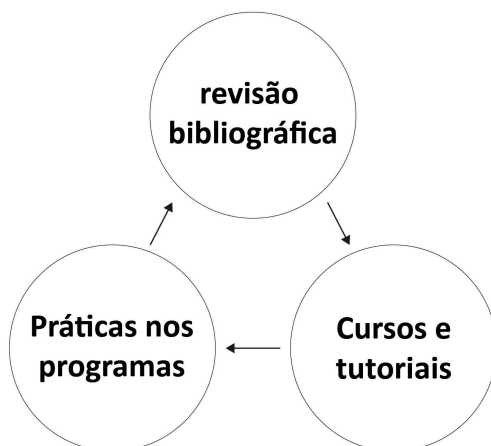 revisão
bibliográfica
Práticas nos
programas
Cursos e
tutoriais